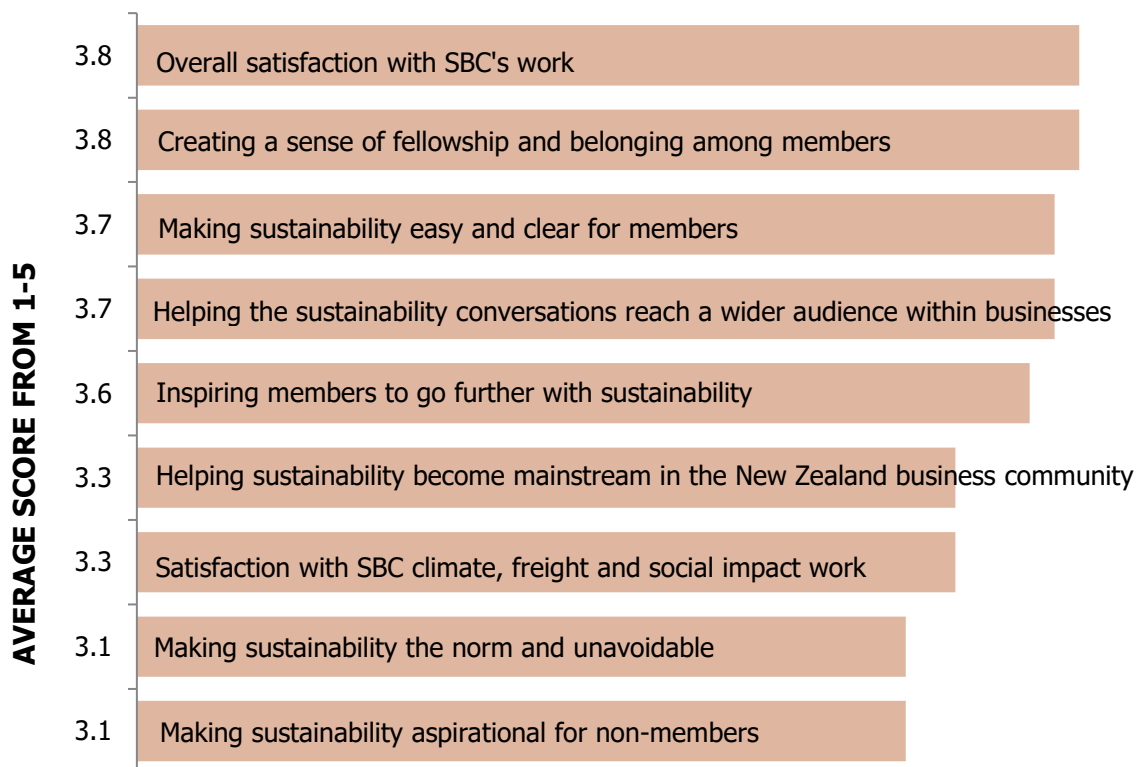 AVERAGE SCORE FROM 1-5
3.8 Overall satisfaction with SBC's work
3.8 Creating a sense of fellowship and belonging among members
3.7 Making sustainability easy and clear for members
3.7 Helping the sustainability conversations reach a wider audience within businesses
3.6 Inspiring members to go further with sustainability
3.3 Helping sustainability become mainstream in the New Zealand business community
3.3 Satisfaction with SBC climate, freight and social impact work
3.1 Making sustainability the norm and unavoidable
3.1 Making sustainability aspirational for non-members